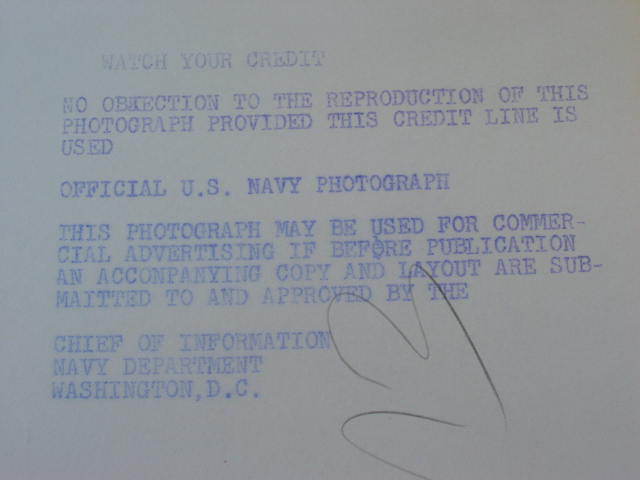 WATCH YOUR CREDIT
NO OBXECTION TO THE REPRODUCTION OF THIS
PHOTOGRAPH PROVIDED THIS CREDIT LINE IS
USED
OFFICIAL U.S. NAVY PHOTOGRAPH
THIS PHOTOGRAPH MAY BE USED FOR COMMER-
CIAL ADVERTISING IF BEFORE PUBLICATION
AN ACCONPANYING COPY AND LAYOUT ARE SUB-
MAITTED TO AND APPROVED BY THE
CHIEF OF INFORMATION
NAVY DEPARTMENT
WASHINGTON,D.C.